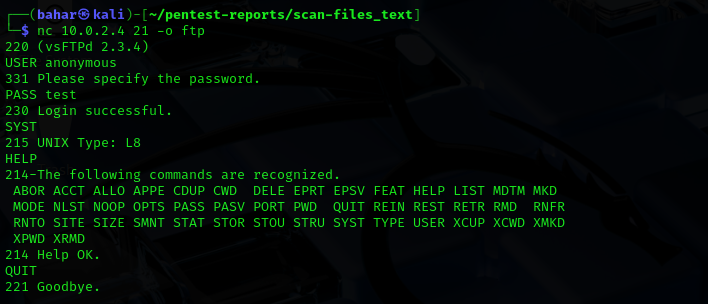 ┌──(bahar㉿kali)-[~/pentest-reports/scan-files_text]
└─$ nc 10.0.2.4 21 -o ftp
220 (vsFTPd 2.3.4)
USER anonymous
331 Please specify the password.
PASS test
230 Login successful.
SYST
215 UNIX Type: L8
HELP
214-The following commands are recognized.
 ABOR ACCT ALLO APPE CDUP CWD  DELE EPRT EPSV FEAT HELP LIST MDTM MKD
 MODE NLST NOOP OPTS PASS PASV PORT PWD  QUIT REIN REST RETR RMD  RNFR
 RNTO SITE SIZE SMNT STAT STOR STOU STRU SYST TYPE USER XCUP XCWD XMKD
 XPWD XRMD
214 Help OK.
QUIT
221 Goodbye.